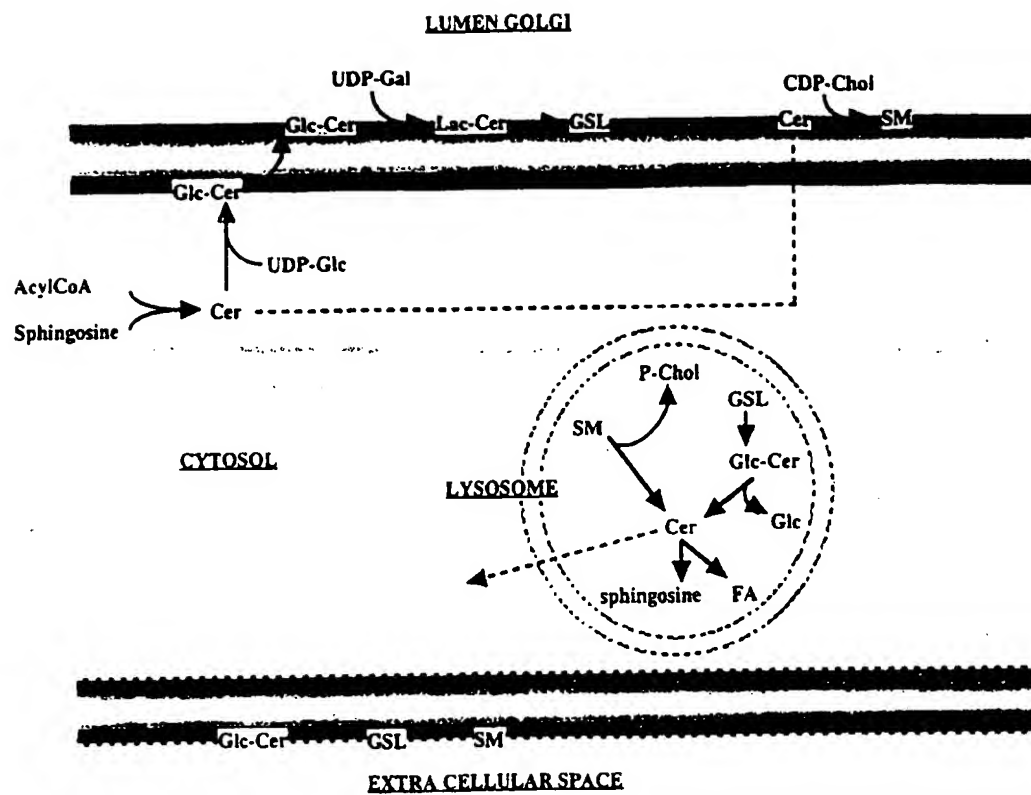 LUMEN GOLGI
UDP-Gal
CDP-Chol
Glc-Cer
Lac-Cer
GSL
Cer
SM
Glc-Cer
UDP-Glc
AcylCoA
Cer
Sphingosine
P-Chol
GSL
SM
CYTOSOL
Glc-Cer
LYSOSOME
Glc
Cer
sphingosine
FA
Glc-Cer
GSL
SM
EXTRA CELLULAR SPACE